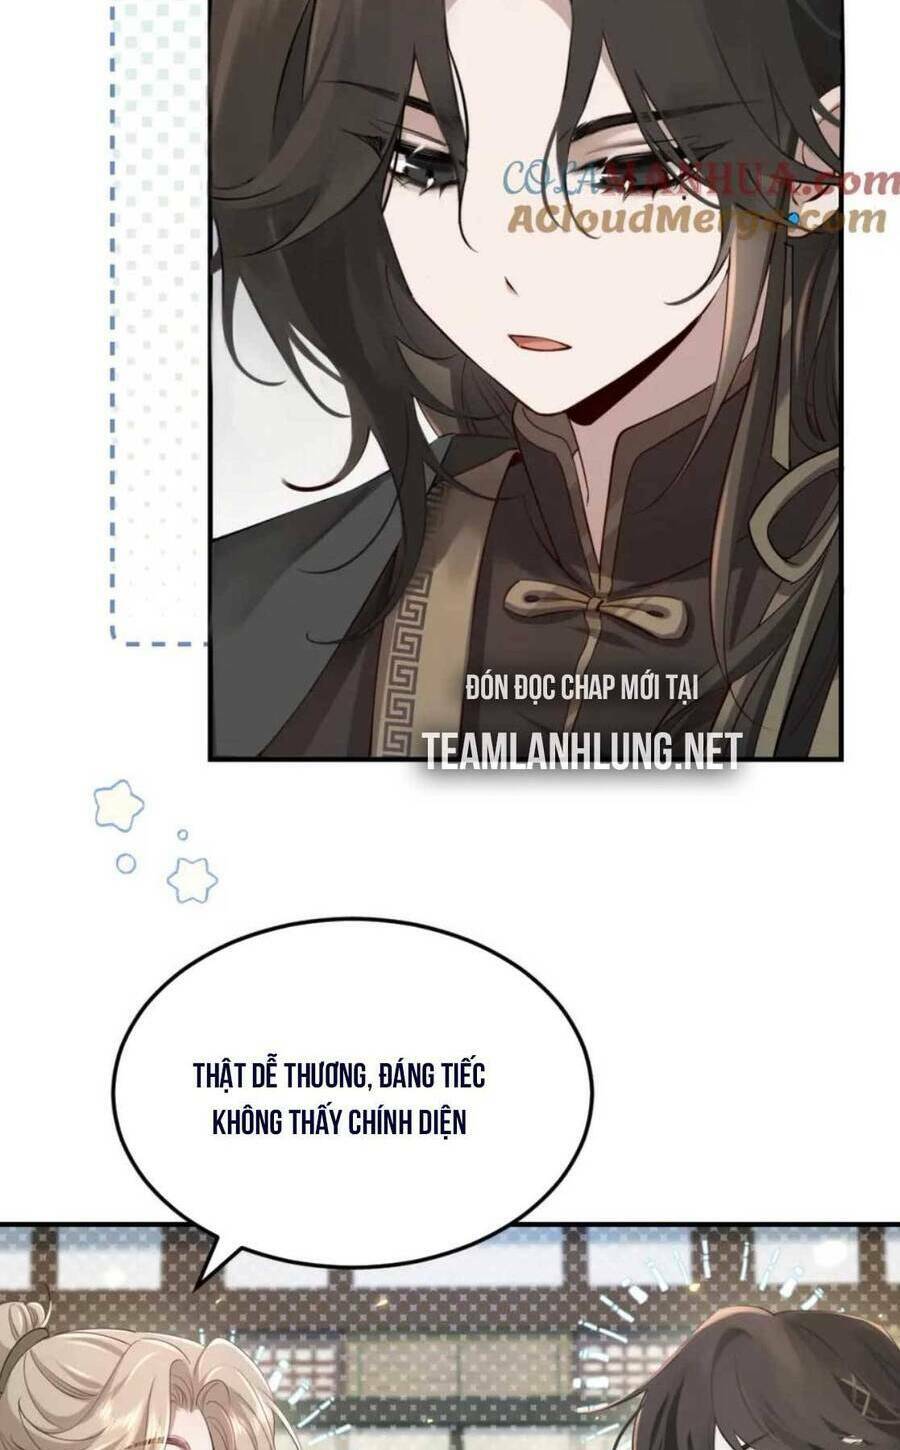 COLAMANHUA.com
ACloudMerge.com
ĐÓN ĐỌC CHAP MỚI TẠI
TEAMLANHLUNG.NET
THẬT DỄ THƯƠNG, ĐÁNG TIẾC
KHÔNG THẤY CHÍNH DIỆN